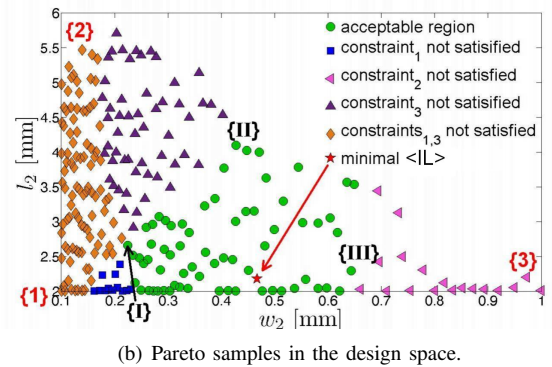 6
5.5
5
4.5
4
3.5
3
2.5
2
l₂ [mm]
{2}
acceptable region
constraint₁ not satisfied
constraint₂ not satisfied
constraint₃ not satisfied
constraints₁,₃ not satisfied
minimal <IL>
{II}
{III}
{3}
{1}
{I}
0.1 0.2 0.3 0.4 0.5 0.6 0.7 0.8 0.9 1
w₂ [mm]
(b) Pareto samples in the design space.